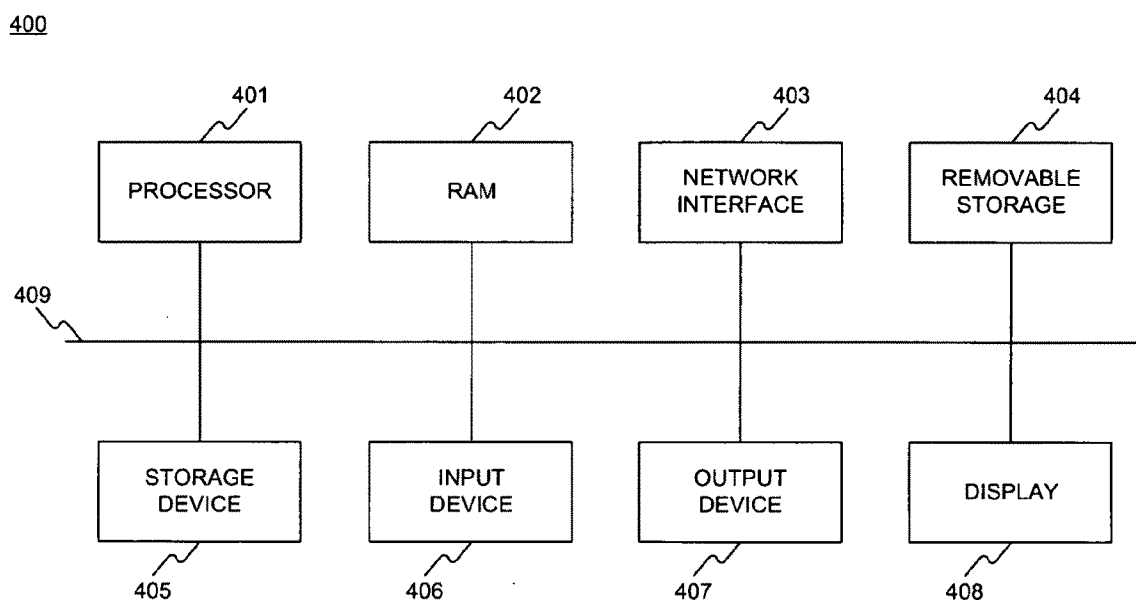 400
401
402
403
404
PROCESSOR
RAM
NETWORK
INTERFACE
REMOVABLE
STORAGE
409
STORAGE
DEVICE
INPUT
DEVICE
OUTPUT
DEVICE
DISPLAY
405
406
407
408